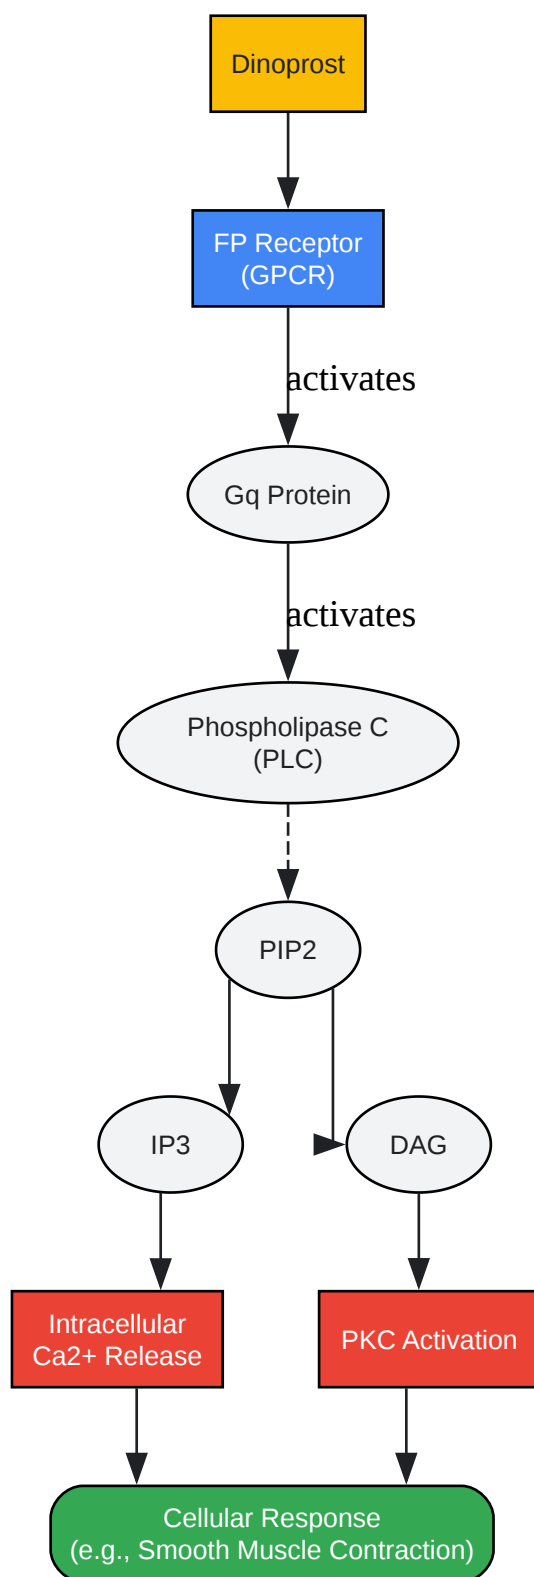 Dinoprost
FP Receptor
(GPCR)
activates
Gq Protein
activates
Phospholipase C
(PLC)
PIP2
IP3
DAG
Intracellular
Ca2+ Release
PKC Activation
Cellular Response
(e.g., Smooth Muscle Contraction)